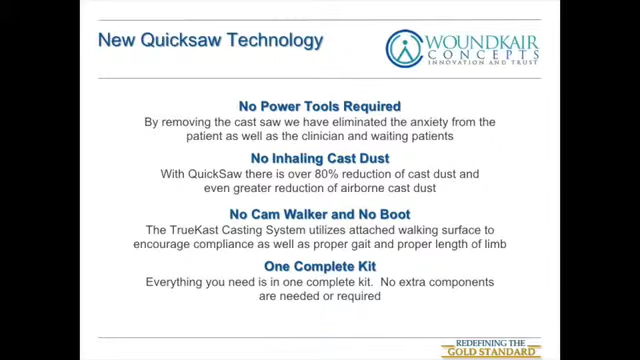 New Quicksaw Technology
WOUNDKAIR
CONCEPTS
INNOVATION AND TRUST
No Power Tools Required
By removing the cast saw we have eliminated the anxiety from the
patient as well as the clinician and waiting patients
No Inhaling Cast Dust
With QuickSaw there is over 80% reduction of cast dust and
even greater reduction of airborne cast dust
No Cam Walker and No Boot
The TrueKast Casting System utilizes attached walking surface to
encourage compliance as well as proper gait and proper length of limb
One Complete Kit
Everything you need is in one complete kit. No extra components
are needed or required
REDEFINING THE
GOLD STANDARD